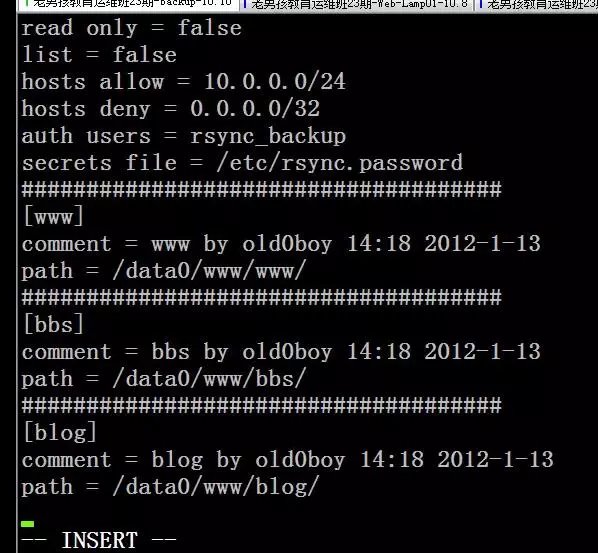 老男孩教育运维班23期-backup-10.10 老男孩教育运维班23期-Web-Lamp01-10.8 老男孩教育运维班23
read only = false
list = false
hosts allow = 10.0.0.0/24
hosts deny = 0.0.0.0/32
auth users = rsync_backup
secrets file = /etc/rsync.password
#####################################
[www]
comment = www by old0boy 14:18 2012-1-13
path = /data0/www/www/
#####################################
[bbs]
comment = bbs by old0boy 14:18 2012-1-13
path = /data0/www/bbs/
#####################################
[blog]
comment = blog by old0boy 14:18 2012-1-13
path = /data0/www/blog/
-- INSERT --